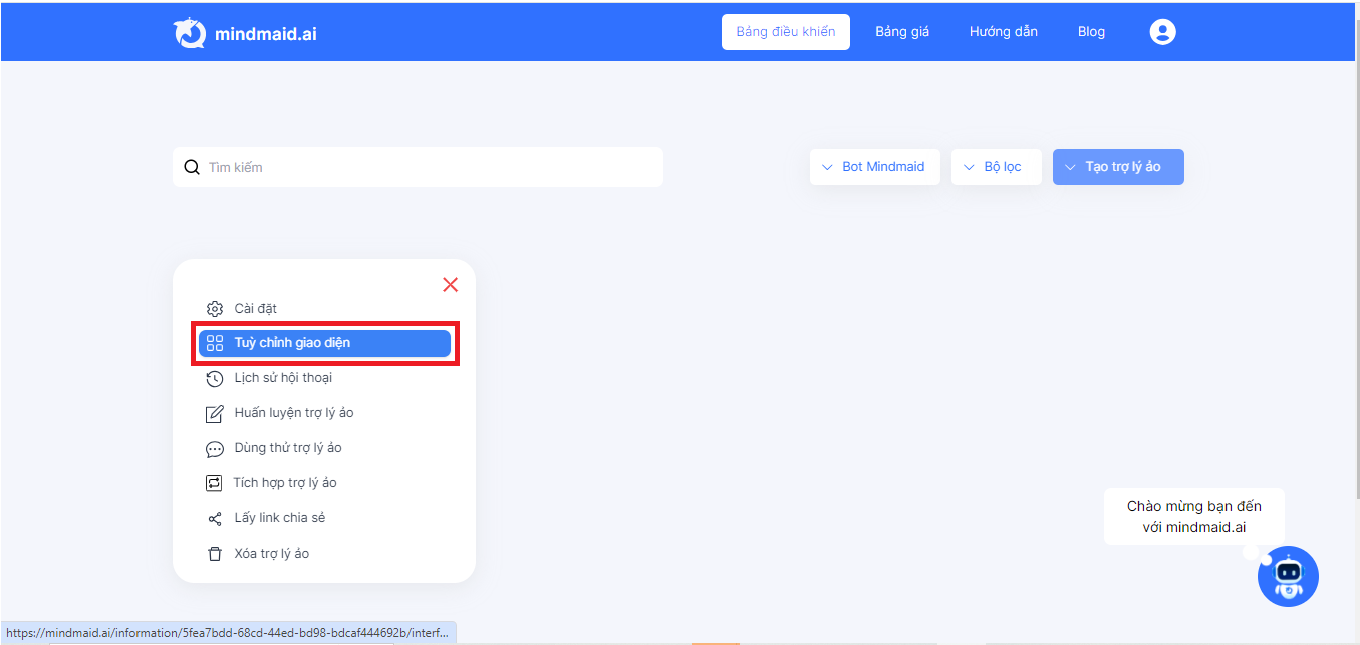 mindmaid.ai
Bảng điều khiển
Bảng giá
Hướng dẫn
Blog
Tìm kiếm
Bot Mindmaid
Bộ lọc
Tạo trợ lý ảo
Cài đặt
Tuỳ chỉnh giao diện
Lịch sử hội thoại
Huấn luyện trợ lý ảo
Dùng thử trợ lý ảo
Tích hợp trợ lý ảo
Lấy link chia sẻ
Xóa trợ lý ảo
Chào mừng bạn đến
với mindmaid.ai
https://mindmaid.ai/information/5fea7bdd-68cd-44ed-bd98-bdcaf444692b/interf...